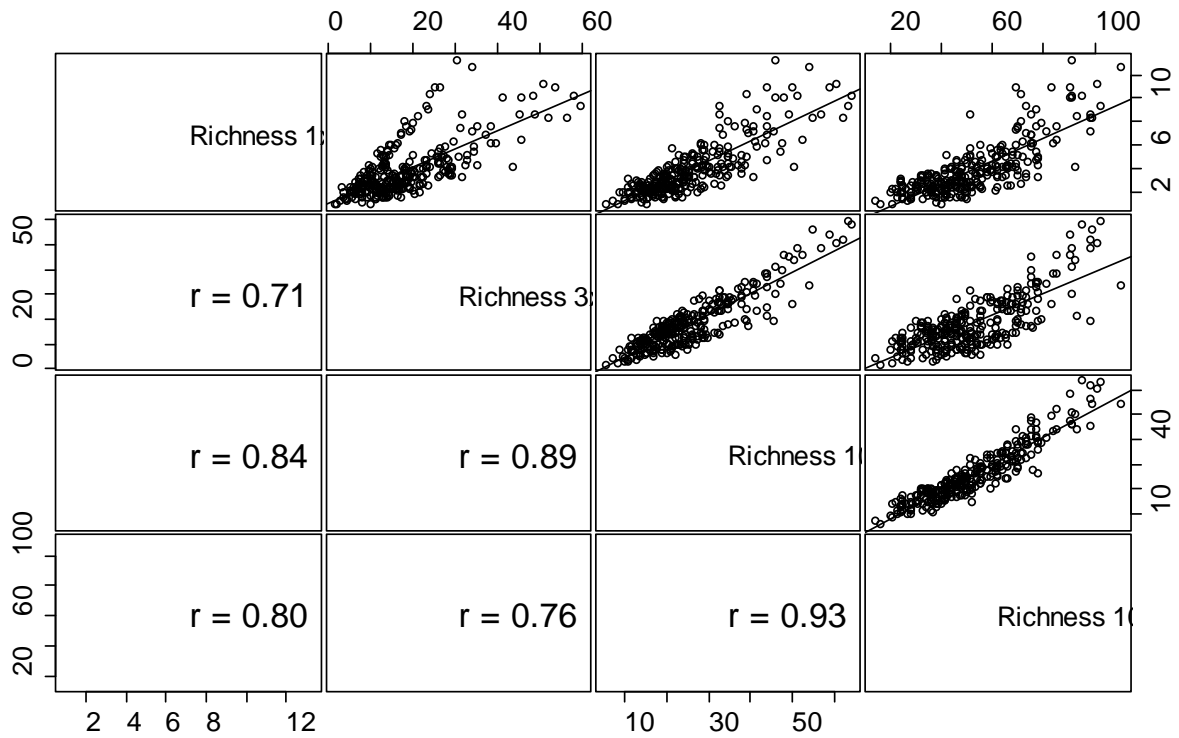 0 20 40 60 20 60 100
Richness 1:
2 6 10
0 20 50
r = 0.71
Richness 3:
r = 0.84
r = 0.89
Richness 1
10 40
20 60 100
r = 0.80
r = 0.76
r = 0.93
Richness 1
2 4 6 8 12 10 30 50